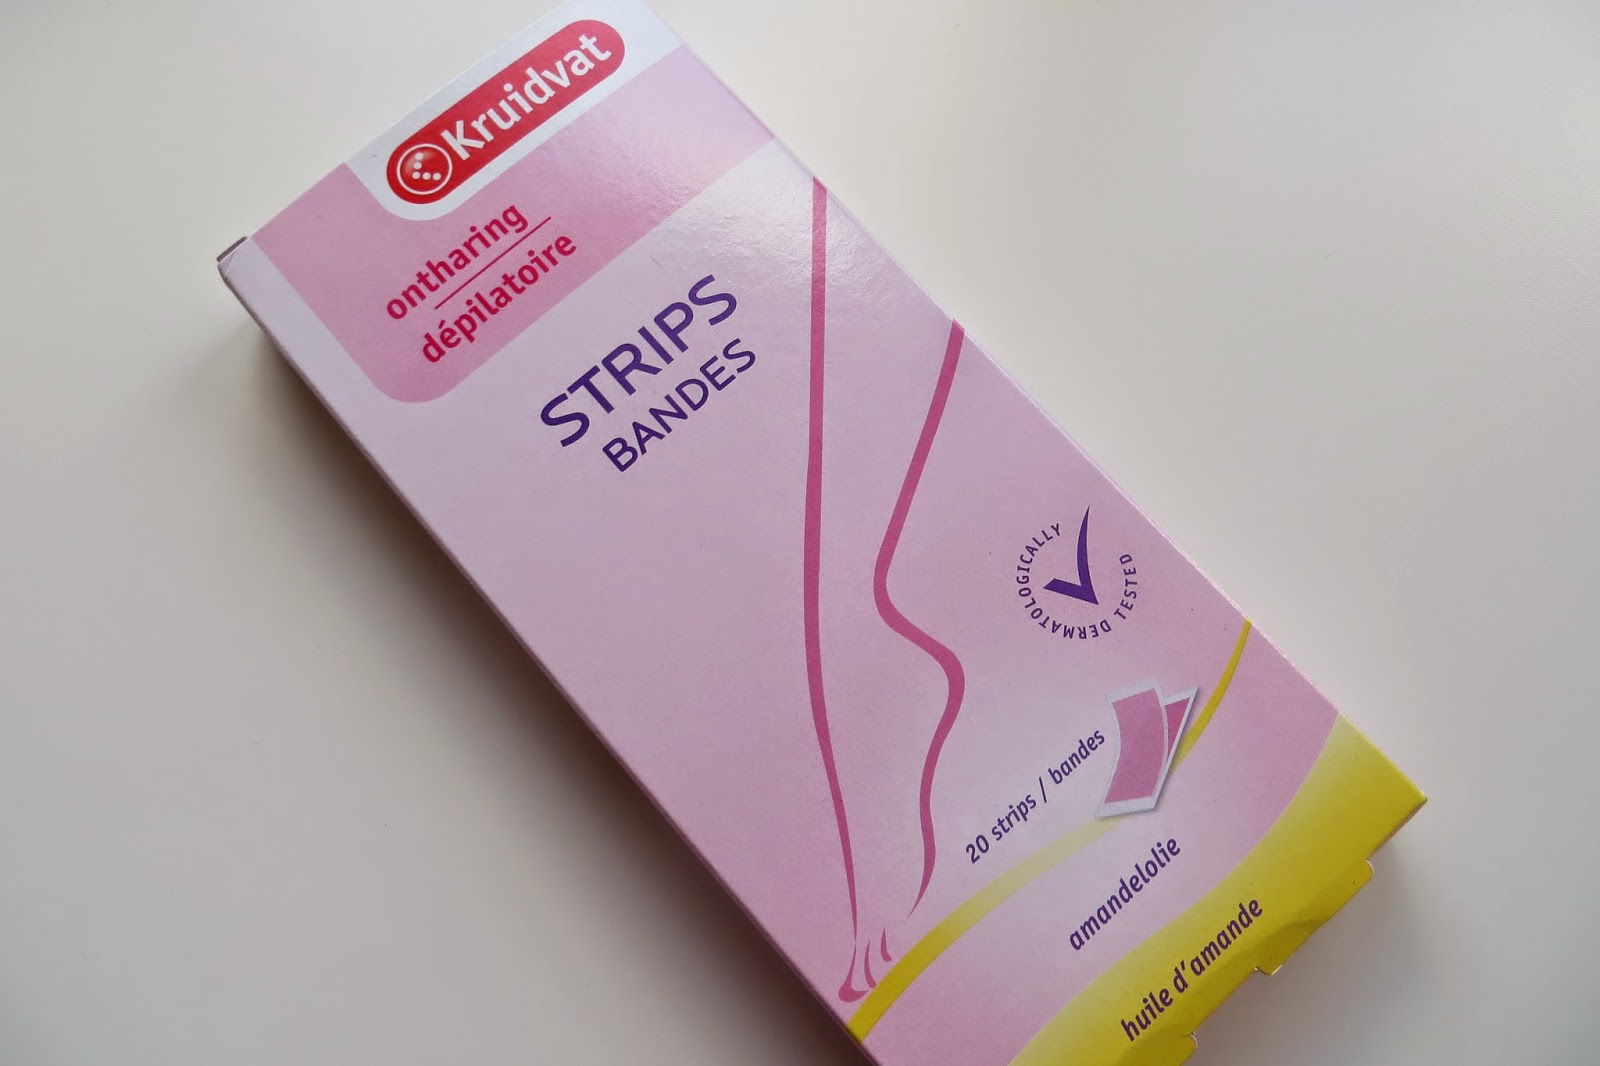 Kruidvat
ontharing
dépilatoire
STRIPS
BANDES
DERMATOLOGICALLY TESTED
20 strips / bandes
amandelolie
huile d'amande